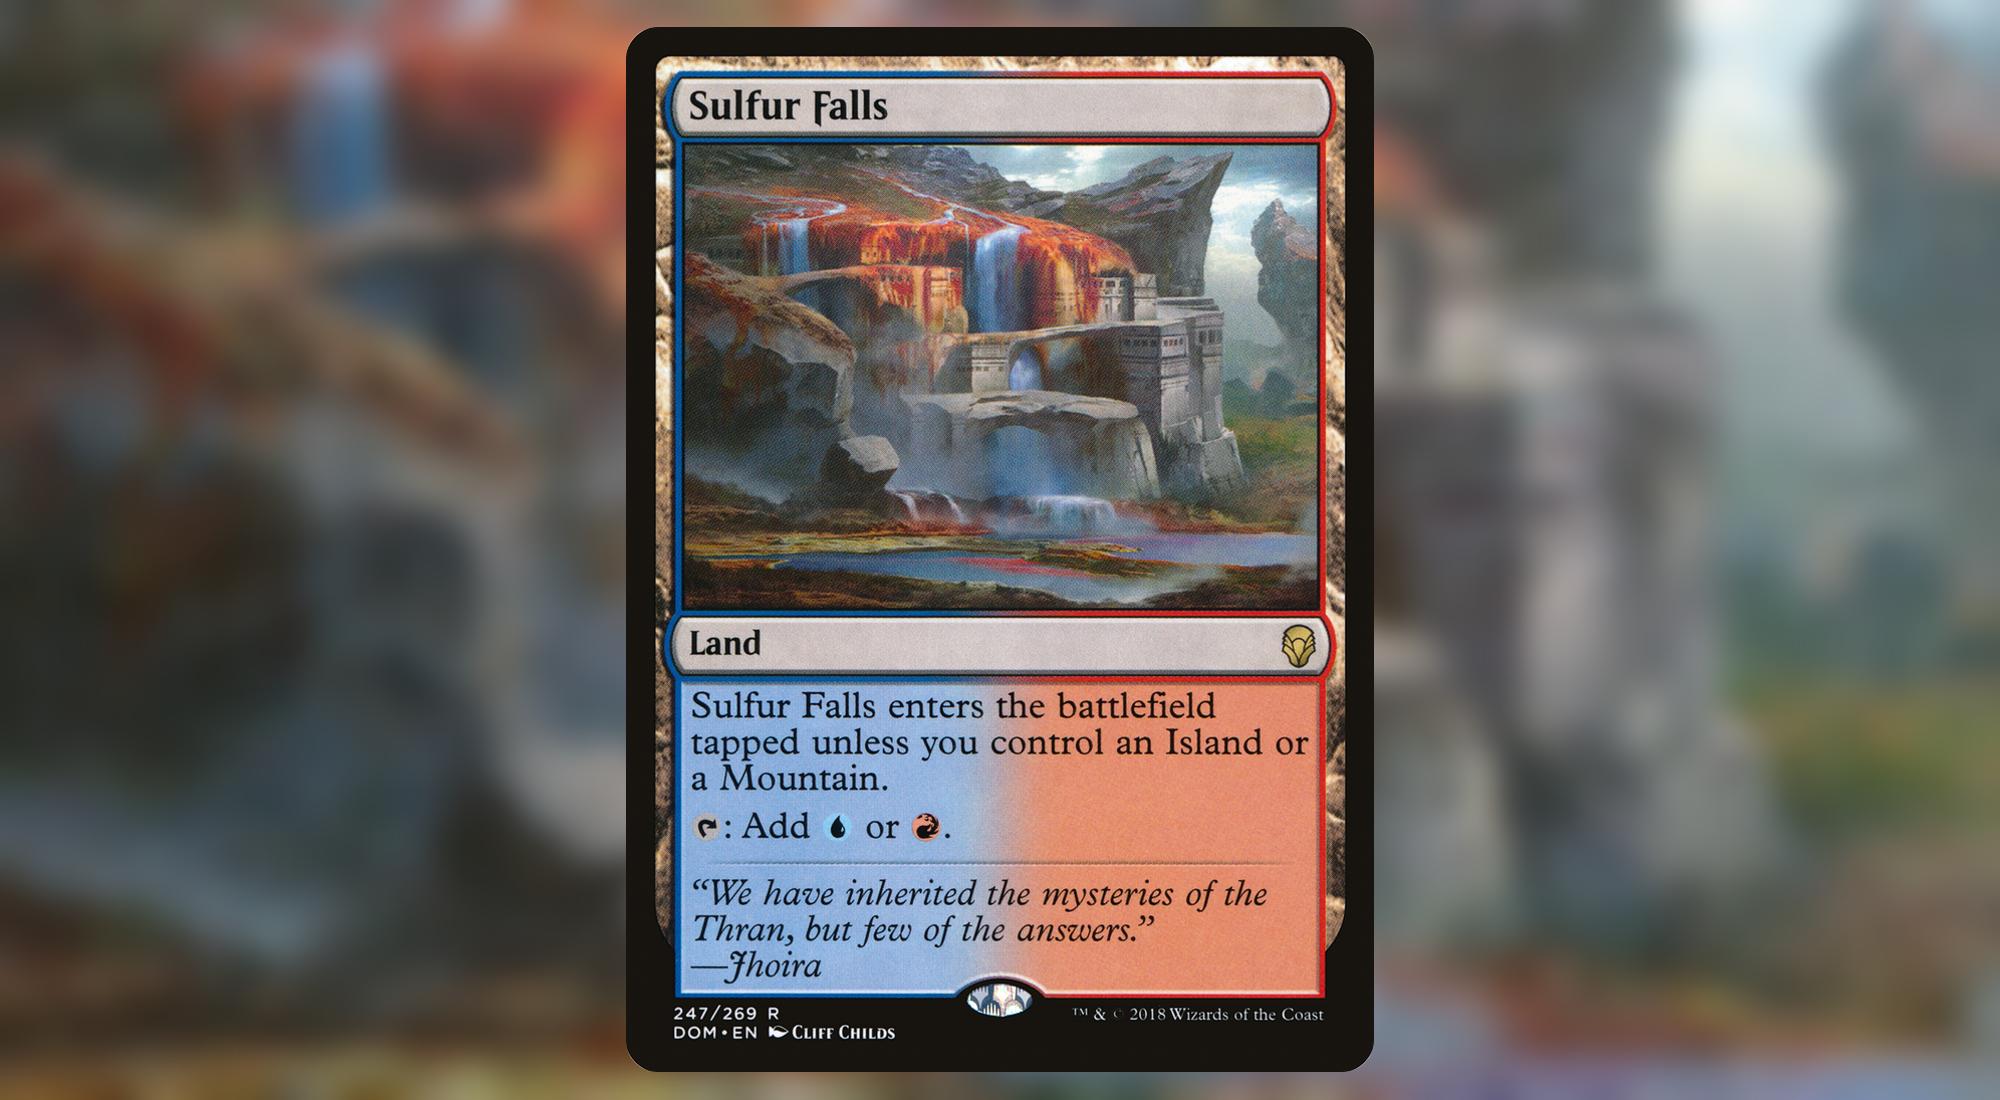 Sulfur Falls
Land
Sulfur Falls enters the battlefield
tapped unless you control an Island or
a Mountain.
: Add or .
“We have inherited the mysteries of the
Thran, but few of the answers.”
—Jhoira
247/269 R
DOM • EN Cliff Childs
™ & © 2018 Wizards of the Coast